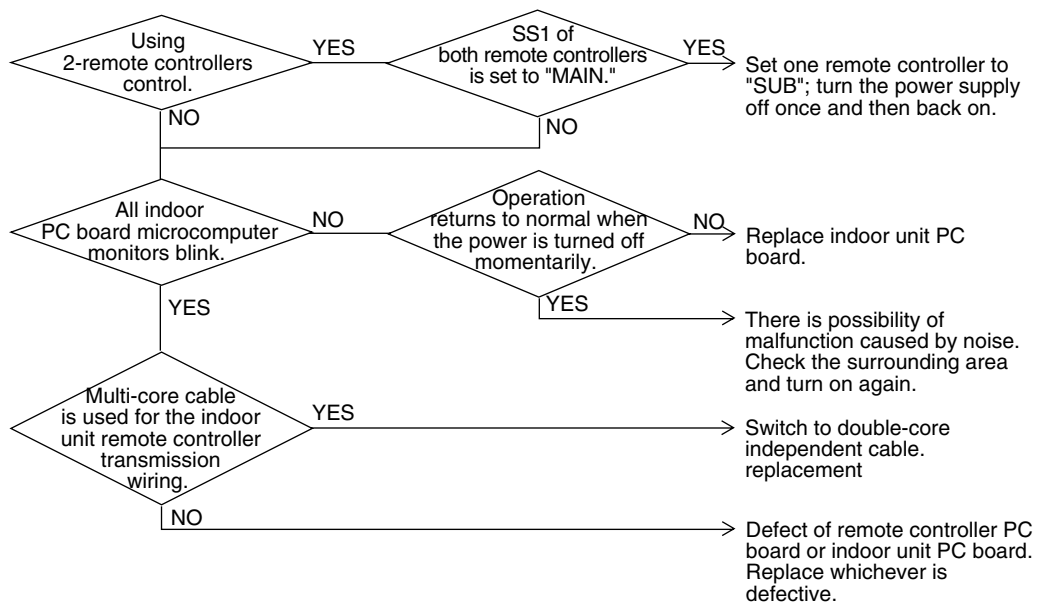 Using
2-remote controllers
control.
YES
SS1 of
both remote controllers
is set to "MAIN."
YES
Set one remote controller to
"SUB"; turn the power supply
off once and then back on.
NO
NO
All indoor
PC board microcomputer
monitors blink.
NO
Operation
returns to normal when
the power is turned off
momentarily.
NO
Replace indoor unit PC
board.
YES
YES
There is possibility of
malfunction caused by noise.
Check the surrounding area
and turn on again.
Multi-core cable
is used for the indoor
unit remote controller
transmission
wiring.
YES
Switch to double-core
independent cable.
replacement
NO
Defect of remote controller PC
board or indoor unit PC board.
Replace whichever is
defective.